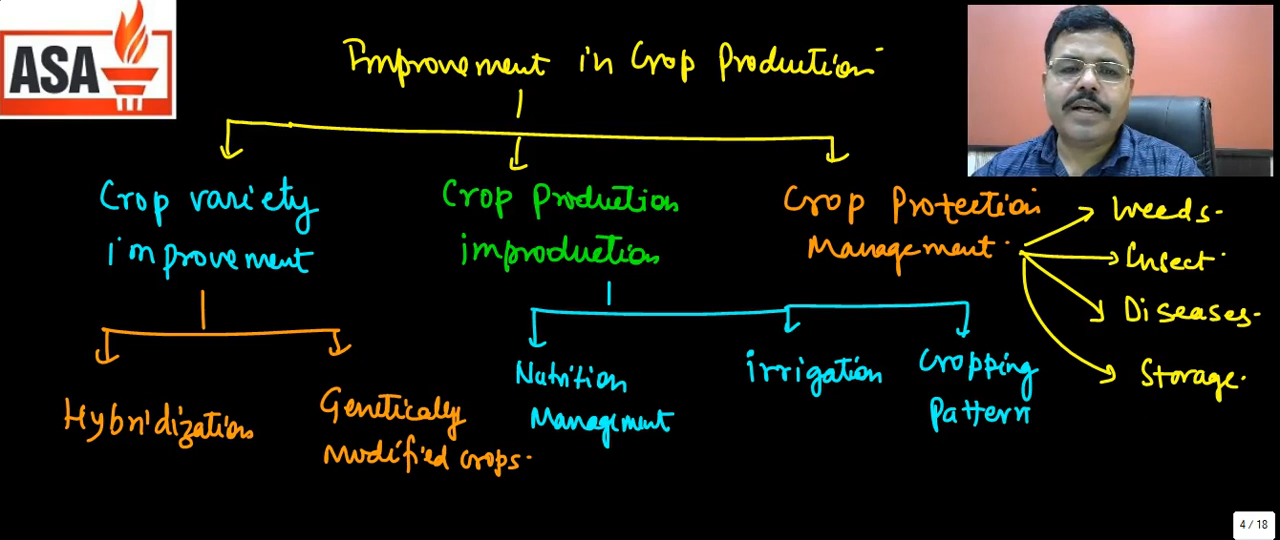 ASA
Improvement in Crop Production
Crop variety
improvement
Crop Production
improduction
Crop Protection
Management
Weeds
Insect
Diseases
Storage
Hybridization
Genetically
Modified crops
Nutrition
Management
irrigation
Cropping
Pattern
4 / 18